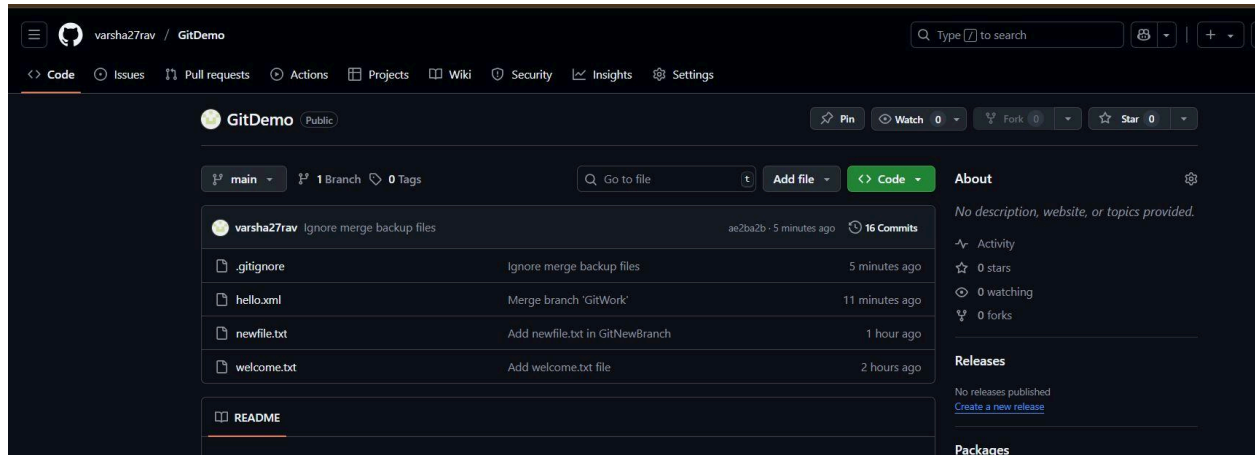 varsha27rav / GitDemo
Type / to search
Code Issues Pull requests Actions Projects Wiki Security Insights Settings
GitDemo Public
Pin Watch 0 Fork 0 Star 0
main 1 Branch 0 Tags
Go to file t Add file Code
varsha27rav Ignore merge backup files ae2ba2b · 5 minutes ago 16 Commits
.gitignore Ignore merge backup files 5 minutes ago
hello.xml Merge branch 'GitWork' 11 minutes ago
newfile.txt Add newfile.txt in GitNewBranch 1 hour ago
welcome.txt Add welcome.txt file 2 hours ago
README
About
No description, website, or topics provided.
Activity
0 stars
0 watching
0 forks
Releases
No releases published
Create a new release
Packages